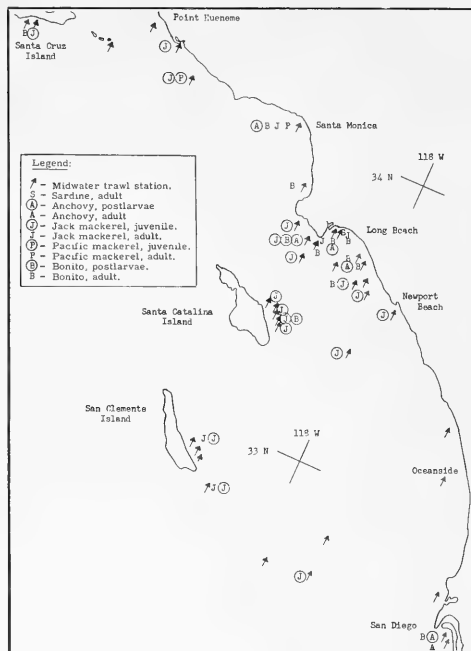 Point Hueneme
B Ⓙ
Santa Cruz
Island
Ⓙ
Ⓙ Ⓟ
Ⓐ B J P
Santa Monica
118 W
34 N
Legend:
- Midwater trawl station.
S - Sardine, adult
Ⓐ - Anchovy, postlarvae
A - Anchovy, adult
Ⓙ - Jack mackerel, juvenile.
J - Jack mackerel, adult.
Ⓟ - Pacific mackerel, juvenile.
P - Pacific mackerel, adult.
Ⓑ - Bonito, postlarvae.
B - Bonito, adult.
B
Ⓙ
Long Beach
Ⓙ Ⓑ Ⓐ
B
Ⓐ
Ⓙ
B
Ⓐ B
B Ⓙ
Ⓙ
Newport
Beach
Santa Catalina
Island
Ⓙ
Ⓙ
Ⓙ Ⓑ
Ⓙ
Ⓙ
Ⓙ
San Clemente
Island
J Ⓙ
118 W
33 N
Oceanside
J Ⓙ
Ⓙ
San Diego
B Ⓐ
A